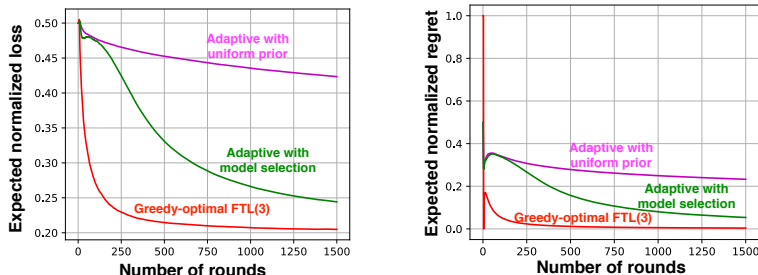 Expected normalized loss
0.50
0.45
0.40
0.35
0.30
0.25
0.20
Adaptive with
uniform prior
Adaptive with
model selection
Greedy-optimal FTL(3)
0 250 500 750 1000 1250 1500
Number of rounds
Expected normalized regret
1.0
0.8
0.6
0.4
0.2
0.0
Adaptive with
uniform prior
Adaptive with
model selection
Greedy-optimal FTL(3)
0 250 500 750 1000 1250 1500
Number of rounds